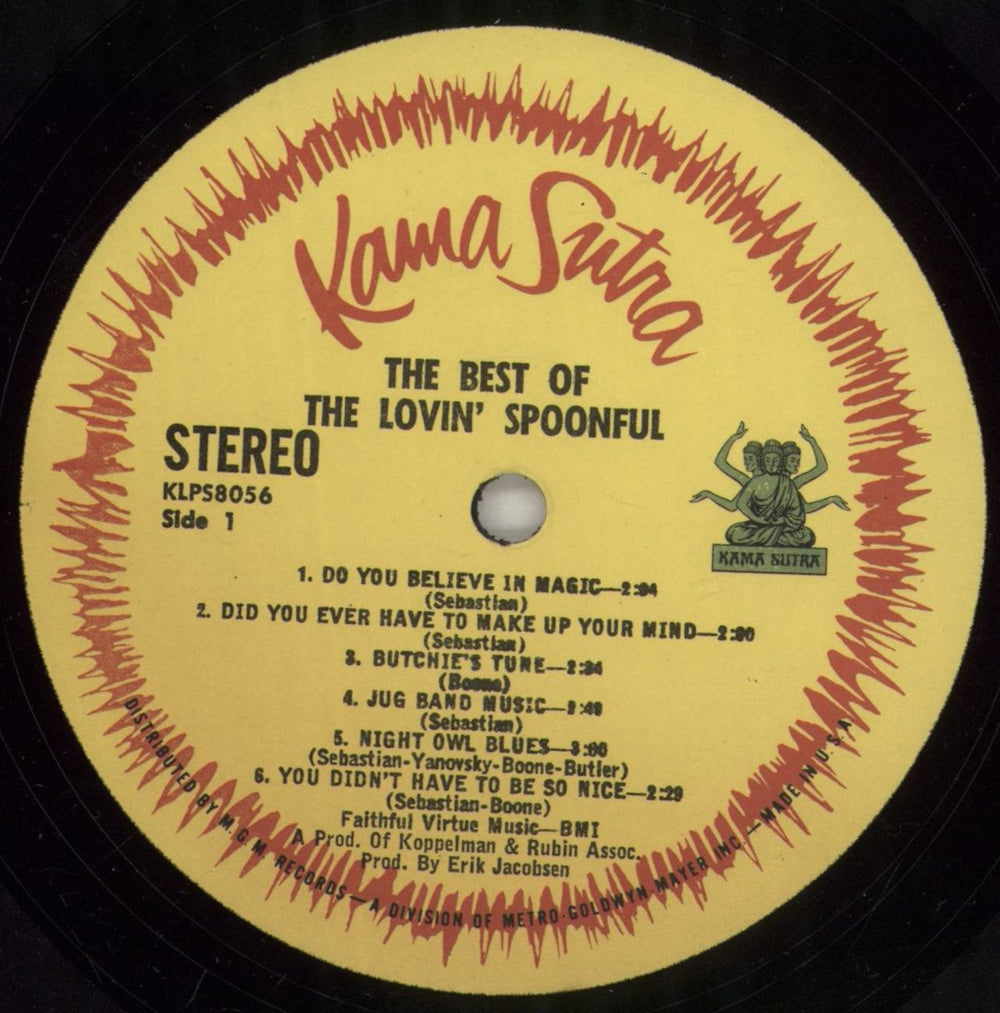 Kama Sutra
THE BEST OF
THE LOVIN' SPOONFUL
STEREO
KLPS8056
Side 1
KAMA SUTRA
1. DO YOU BELIEVE IN MAGIC—2:04
(Sebastian)
2. DID YOU EVER HAVE TO MAKE UP YOUR MIND—2:00
(Sebastian)
3. BUTCHIE'S TUNE—2:34
(Boone)
4. JUG BAND MUSIC—
(Sebastian)
5. NIGHT OWL BLUES—3:00
(Sebastian-Yanovsky-Boone-Butler)
6. YOU DIDN'T HAVE TO BE SO NICE—2:29
(Sebastian-Boone)
Faithful Virtue Music—BMI
A Prod. Of Koppelman & Rubin Assoc.
Prod. By Erik Jacobsen
DISTRIBUTED BY M.G.M. RECORDS—A DIVISION OF METRO-GOLDWYN-MAYER INC.—MADE IN U.S.A.